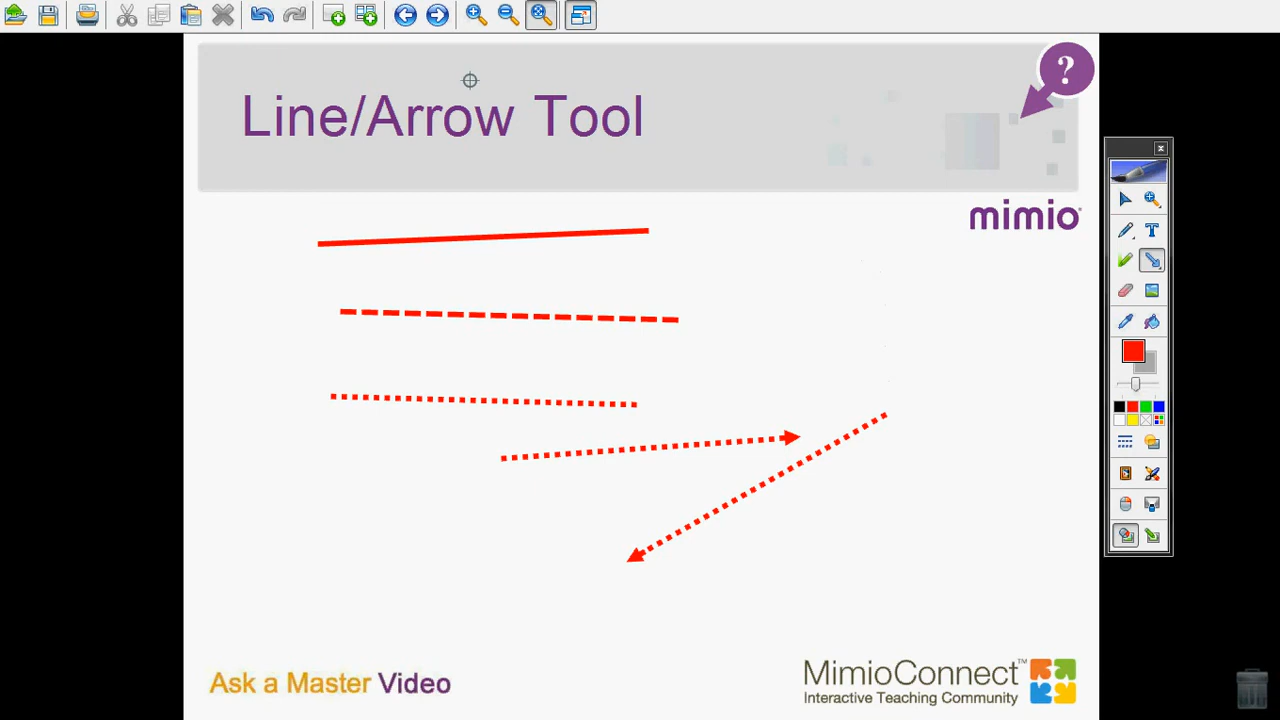 ?
Line/Arrow Tool
mimio®
T
Ask a Master Video
MimioConnect™
Interactive Teaching Community